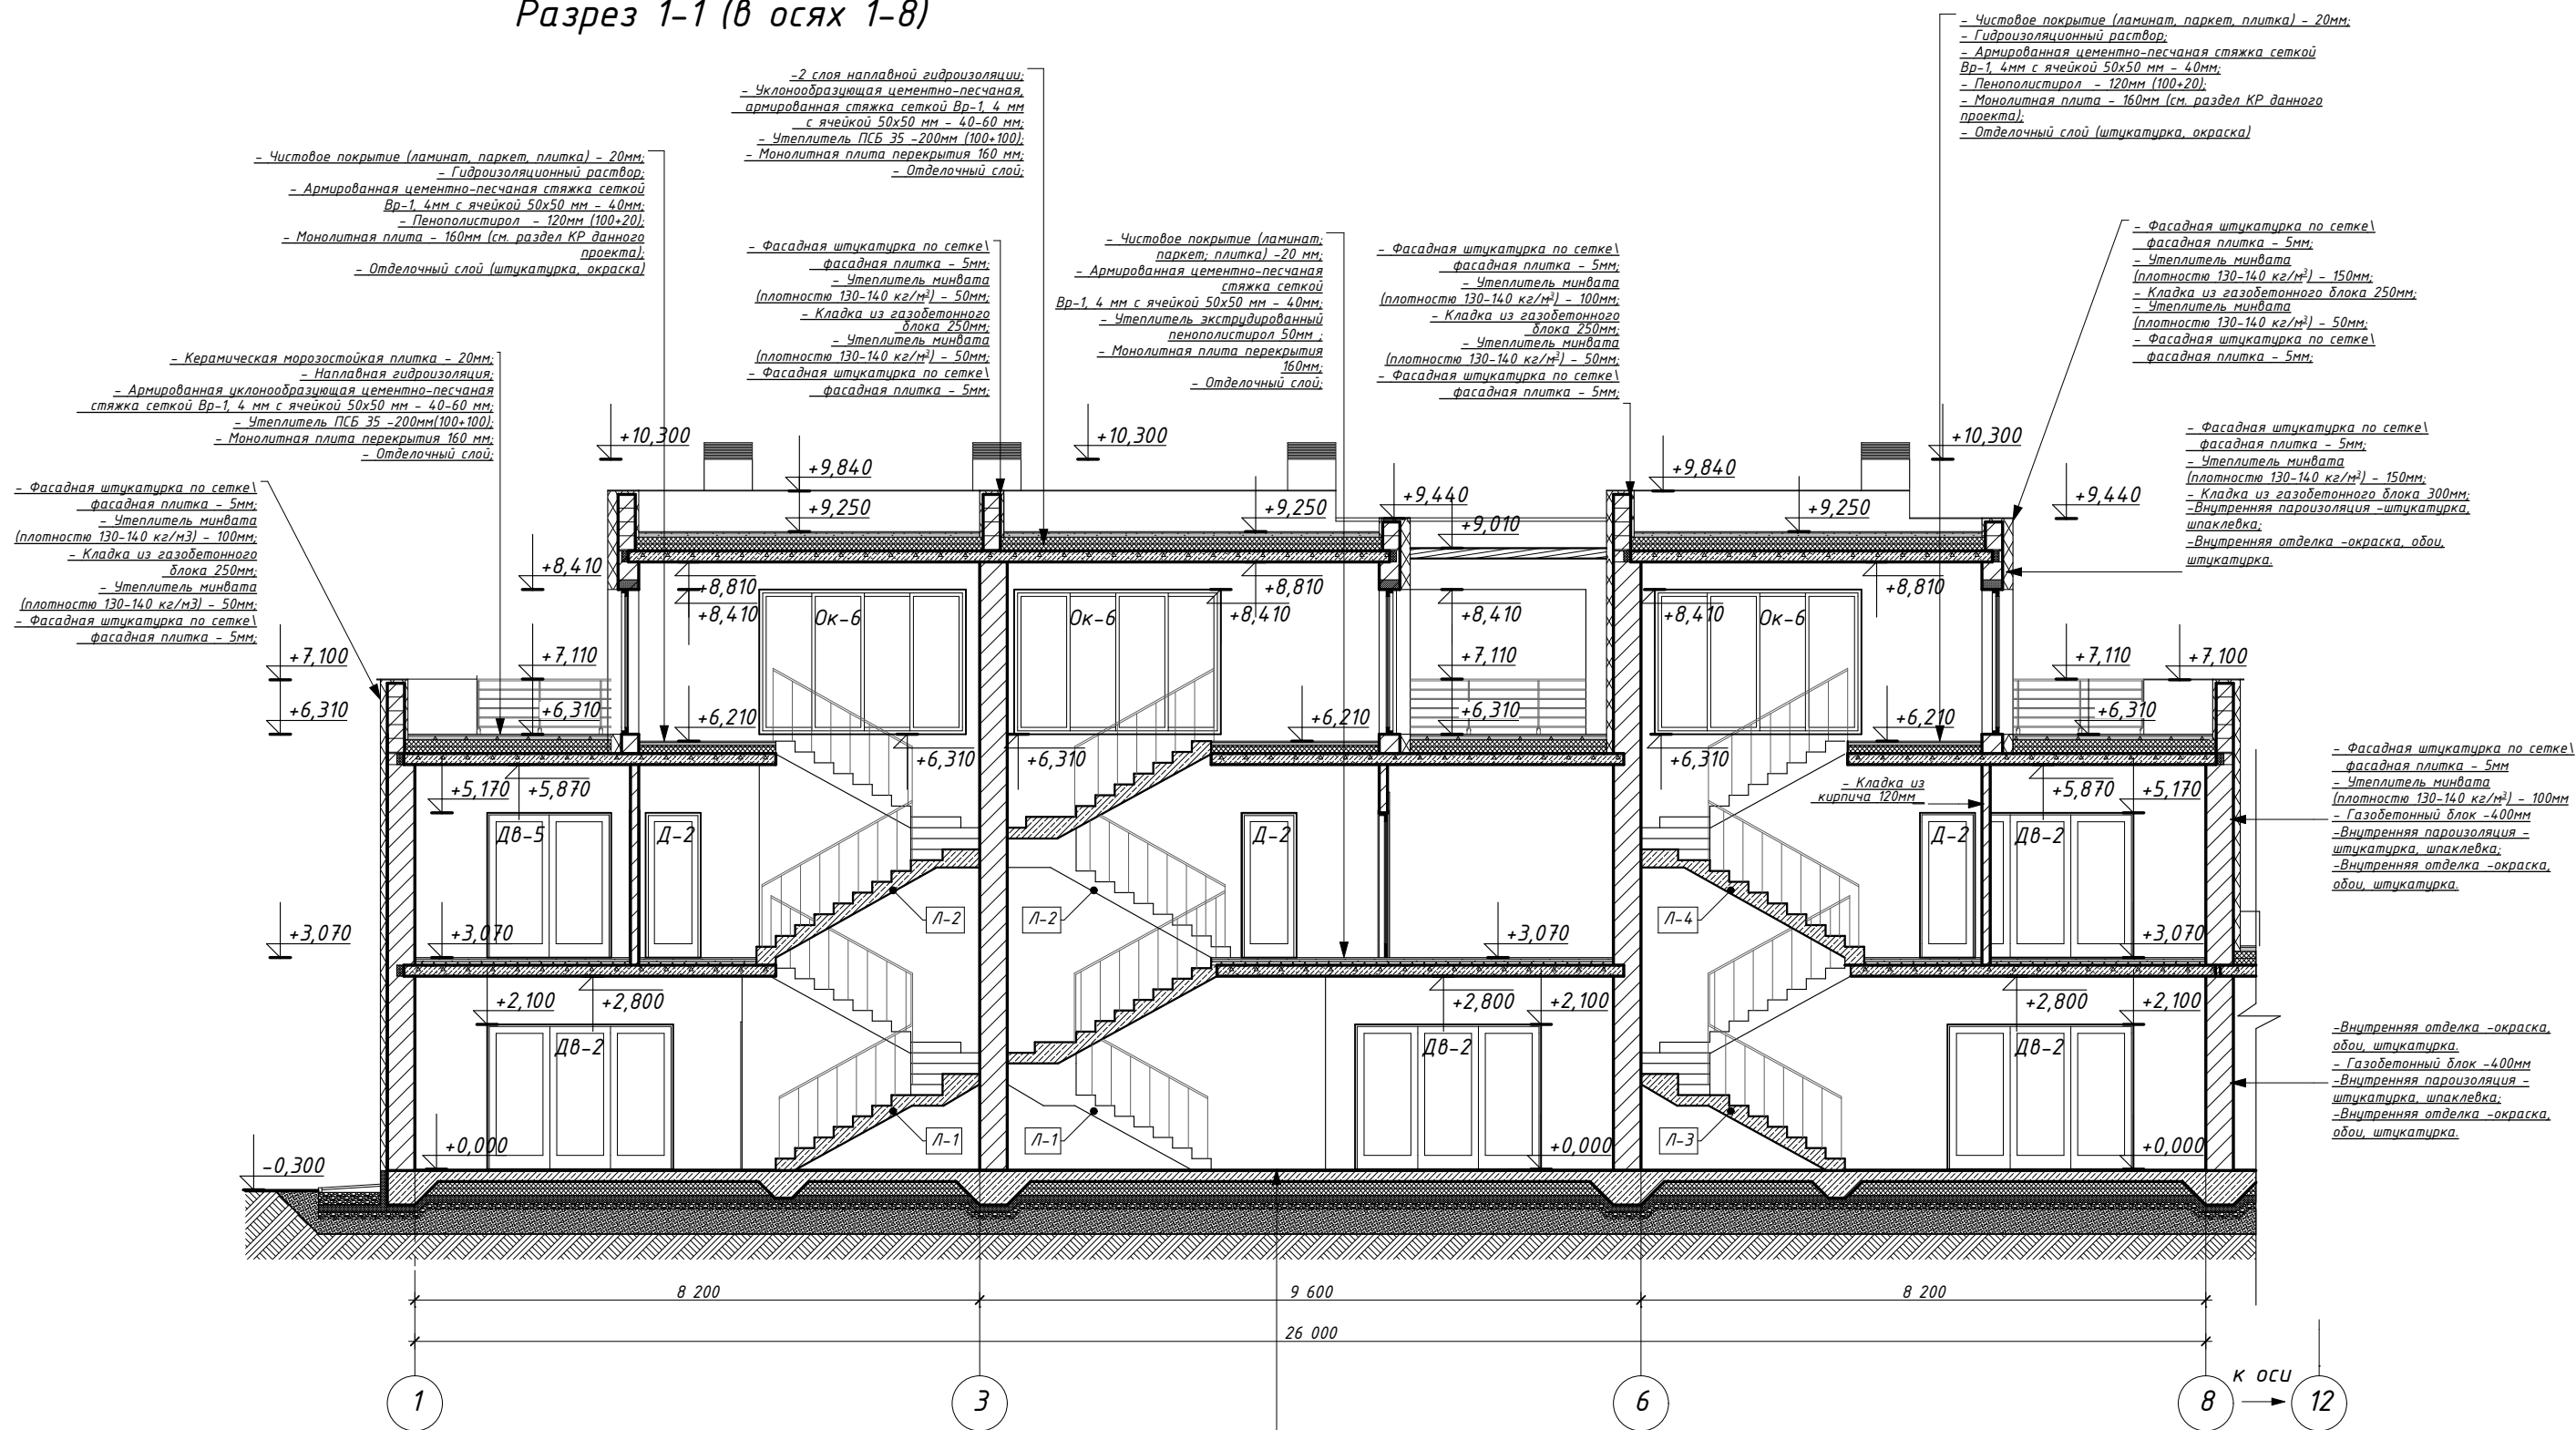 Разрез 1-1 (в осях 1-8)
- Чистовое покрытие (ламинат, паркет, плитка) - 20мм;
- Гидроизоляционный раствор;
- Армированная цементно-песчаная стяжка сеткой
Вр-1, 4мм с ячейкой 50х50 мм - 40мм;
- Пенополистирол - 120мм (100+20);
- Монолитная плита - 160мм (см. раздел КР данного
проекта);
- Отделочный слой (штукатурка, окраска)
-2 слоя наплавной гидроизоляции;
- Уклонообразующая цементно-песчаная,
армированная стяжка сеткой Вр-1, 4 мм
с ячейкой 50х50 мм - 40-60 мм;
- Утеплитель ПСБ 35 -200мм (100+100);
- Монолитная плита перекрытия 160 мм;
- Отделочный слой;
- Чистовое покрытие (ламинат, паркет, плитка) - 20мм;
- Гидроизоляционный раствор;
- Армированная цементно-песчаная стяжка сеткой
Вр-1, 4мм с ячейкой 50х50 мм - 40мм;
- Пенополистирол - 120мм (100+20);
- Монолитная плита - 160мм (см. раздел КР данного
проекта);
- Отделочный слой (штукатурка, окраска)
- Фасадная штукатурка по сетке\
фасадная плитка - 5мм;
- Утеплитель минвата
(плотностю 130-140 кг/м³) - 50мм;
- Кладка из газобетонного
блока 250мм;
- Утеплитель минвата
(плотностю 130-140 кг/м³) - 50мм;
- Фасадная штукатурка по сетке\
фасадная плитка - 5мм;
- Чистовое покрытие (ламинат;
паркет; плитка) -20 мм;
- Армированная цементно-песчаная
стяжка сеткой
Вр-1, 4 мм с ячейкой 50х50 мм - 40мм;
- Утеплитель экструдированный
пенополистирол 50мм ;
- Монолитная плита перекрытия
160мм;
- Отделочный слой;
- Фасадная штукатурка по сетке\
фасадная плитка - 5мм;
- Утеплитель минвата
(плотностю 130-140 кг/м³) - 100мм;
- Кладка из газобетонного
блока 250мм;
- Утеплитель минвата
(плотностю 130-140 кг/м³) - 50мм;
- Фасадная штукатурка по сетке\
фасадная плитка - 5мм;
- Фасадная штукатурка по сетке\
фасадная плитка - 5мм;
- Утеплитель минвата
(плотностю 130-140 кг/м³) - 150мм;
- Кладка из газобетонного блока 250мм;
- Утеплитель минвата
(плотностю 130-140 кг/м³) - 50мм;
- Фасадная штукатурка по сетке\
фасадная плитка - 5мм;
- Керамическая морозостойкая плитка - 20мм;
- Наплавная гидроизоляция;
- Армированная уклонообразующая цементно-песчаная
стяжка сеткой Вр-1, 4 мм с ячейкой 50х50 мм - 40-60 мм;
- Утеплитель ПСБ 35 -200мм(100+100);
- Монолитная плита перекрытия 160 мм;
- Отделочный слой;
- Фасадная штукатурка по сетке\
фасадная плитка - 5мм;
- Утеплитель минвата
(плотностю 130-140 кг/м3) - 100мм;
- Кладка из газобетонного
блока 250мм;
- Утеплитель минвата
(плотностю 130-140 кг/м3) - 50мм;
- Фасадная штукатурка по сетке\
фасадная плитка - 5мм;
- Фасадная штукатурка по сетке\
фасадная плитка - 5мм;
- Утеплитель минвата
(плотностю 130-140 кг/м³) - 150мм;
- Кладка из газобетонного блока 300мм;
-Внутренняя пароизоляция -штукатурка,
шпаклевка;
-Внутренняя отделка -окраска, обои,
штукатурка.
+10,300 +10,300 +10,300
+9,840 +9,840
+9,440 +9,440
+9,250 +9,250 +9,250
+9,010
+8,410
+8,810 +8,810 +8,810
+8,410 +8,410 +8,410 +8,410
Ок-6 Ок-6 Ок-6
+7,100 +7,110 +7,110 +7,110 +7,100
+6,310 +6,310 +6,210 +6,210 +6,310 +6,210 +6,310
+6,310 +6,310 +6,310
- Фасадная штукатурка по сетке\
фасадная плитка - 5мм
- Утеплитель минвата
(плотностю 130-140 кг/м³) - 100мм
- Газобетонный блок -400мм
-Внутренняя пароизоляция -
штукатурка, шпаклевка;
-Внутренняя отделка -окраска,
обои, штукатурка.
- Кладка из
кирпича 120мм
+5,170 +5,870 +5,870 +5,170
Дв-5 Д-2 Д-2 Д-2 Дв-2
Л-2 Л-2 Л-4
+3,070 +3,070 +3,070 +3,070
+2,100 +2,800 +2,800 +2,100 +2,800 +2,100
Дв-2 Дв-2 Дв-2
-Внутренняя отделка -окраска,
обои, штукатурка.
- Газобетонный блок -400мм
-Внутренняя пароизоляция -
штукатурка, шпаклевка;
-Внутренняя отделка -окраска,
обои, штукатурка.
Л-1 Л-1 Л-3
+0,000 +0,000 +0,000
-0,300
8 200 9 600 8 200
26 000
к оси
1 3 6 8 12